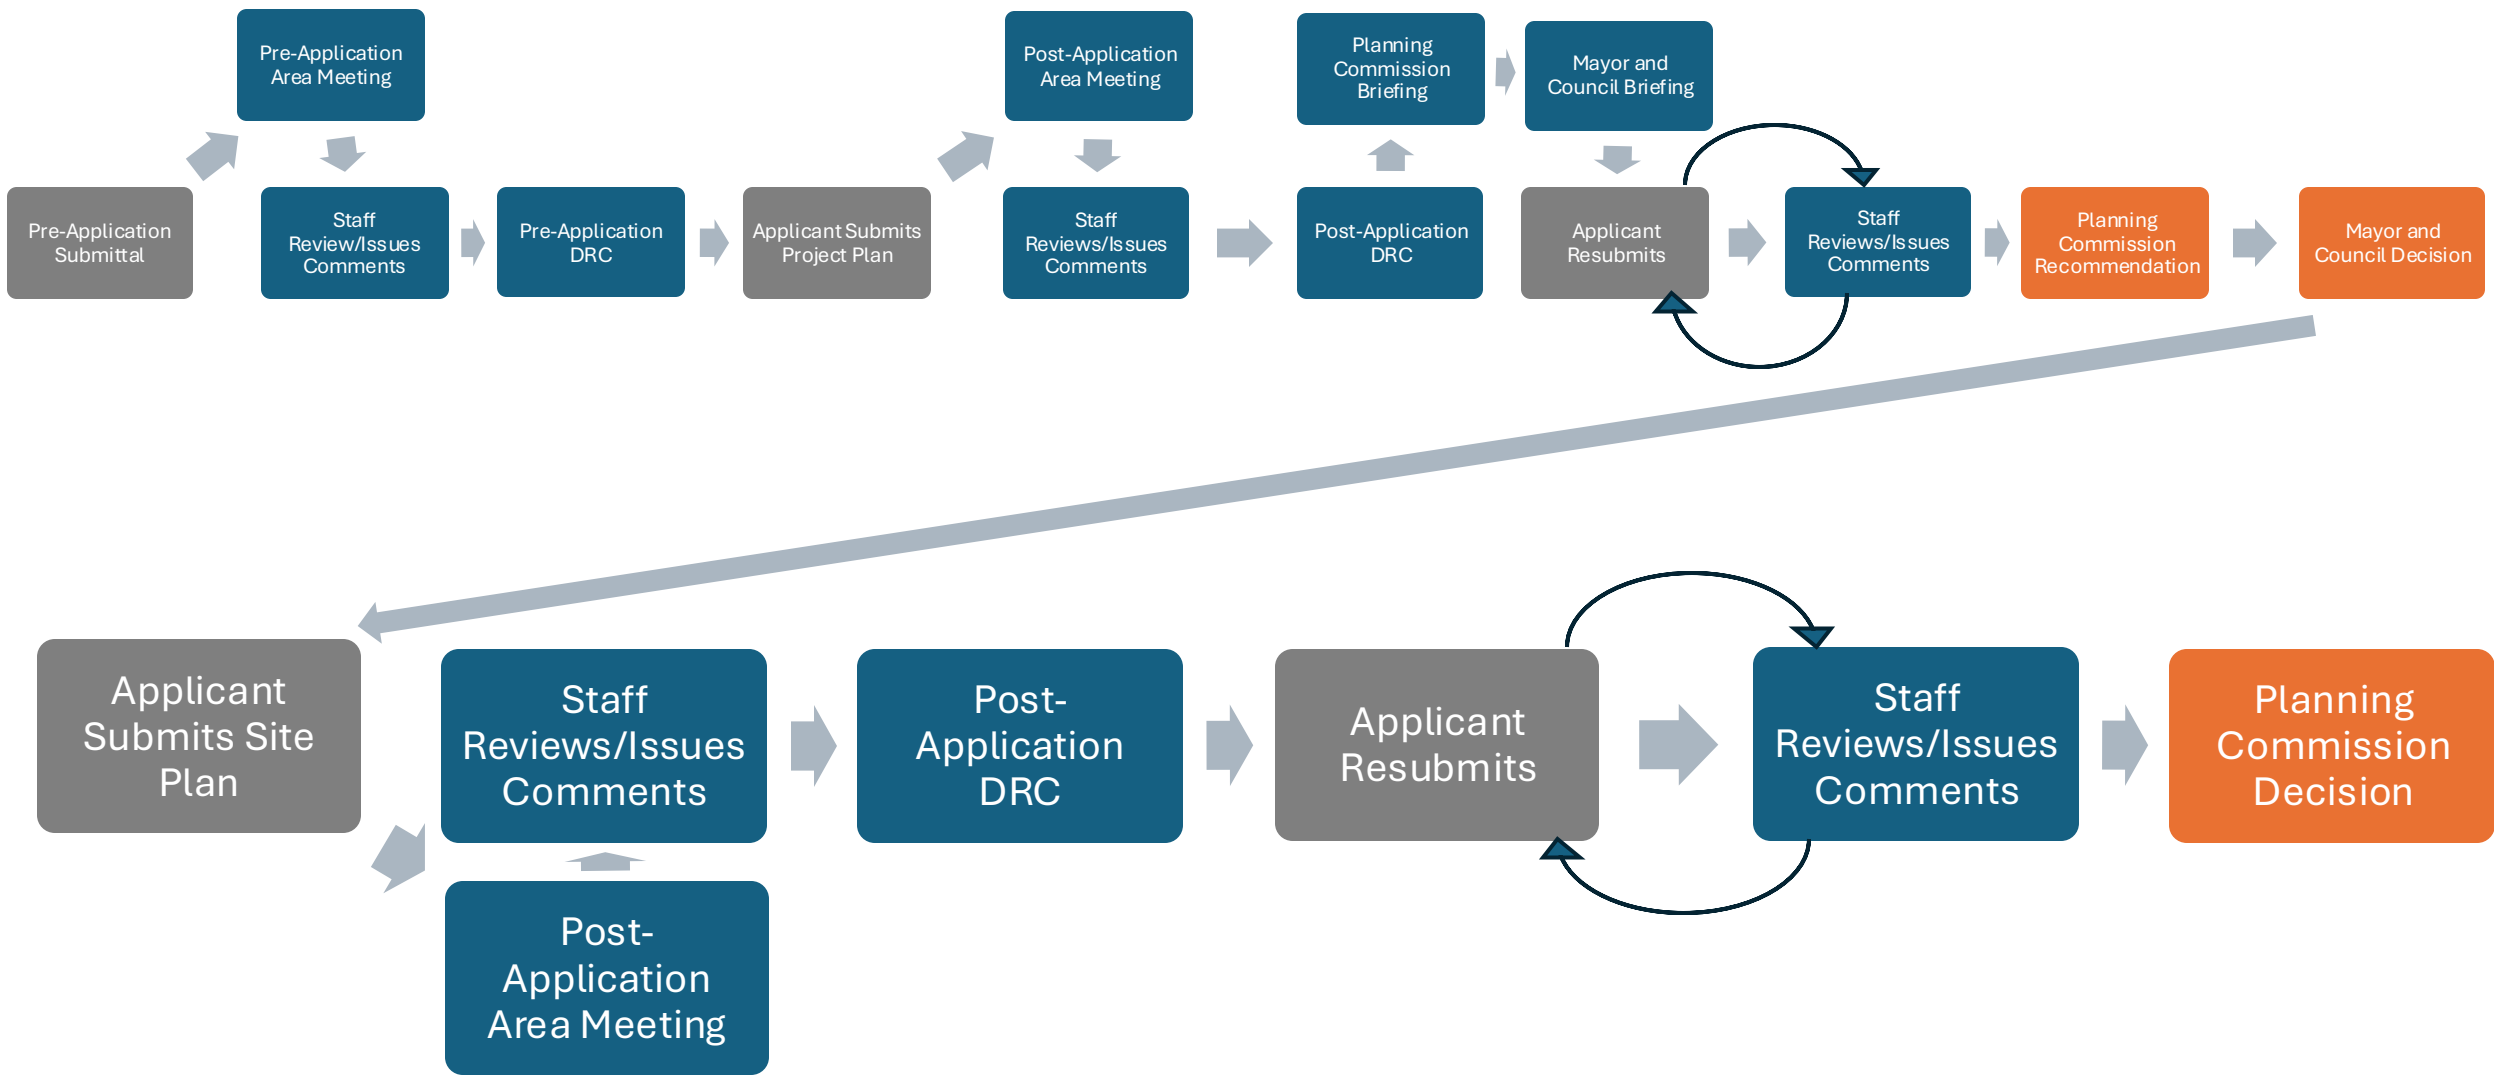 Pre-Application
Submittal
Pre-Application
Area Meeting
Staff
Review/Issues
Comments
Pre-Application
DRC
Applicant Submits
Project Plan
Post-Application
Area Meeting
Staff
Reviews/Issues
Comments
Post-Application
DRC
Planning
Commission
Briefing
Mayor and
Council Briefing
Applicant
Resubmits
Staff
Reviews/Issues
Comments
Planning
Commission
Recommendation
Mayor and
Council Decision
Applicant
Submits Site
Plan
Post-
Application
Area Meeting
Staff
Reviews/Issues
Comments
Post-
Application
DRC
Applicant
Resubmits
Staff
Reviews/Issues
Comments
Planning
Commission
Decision